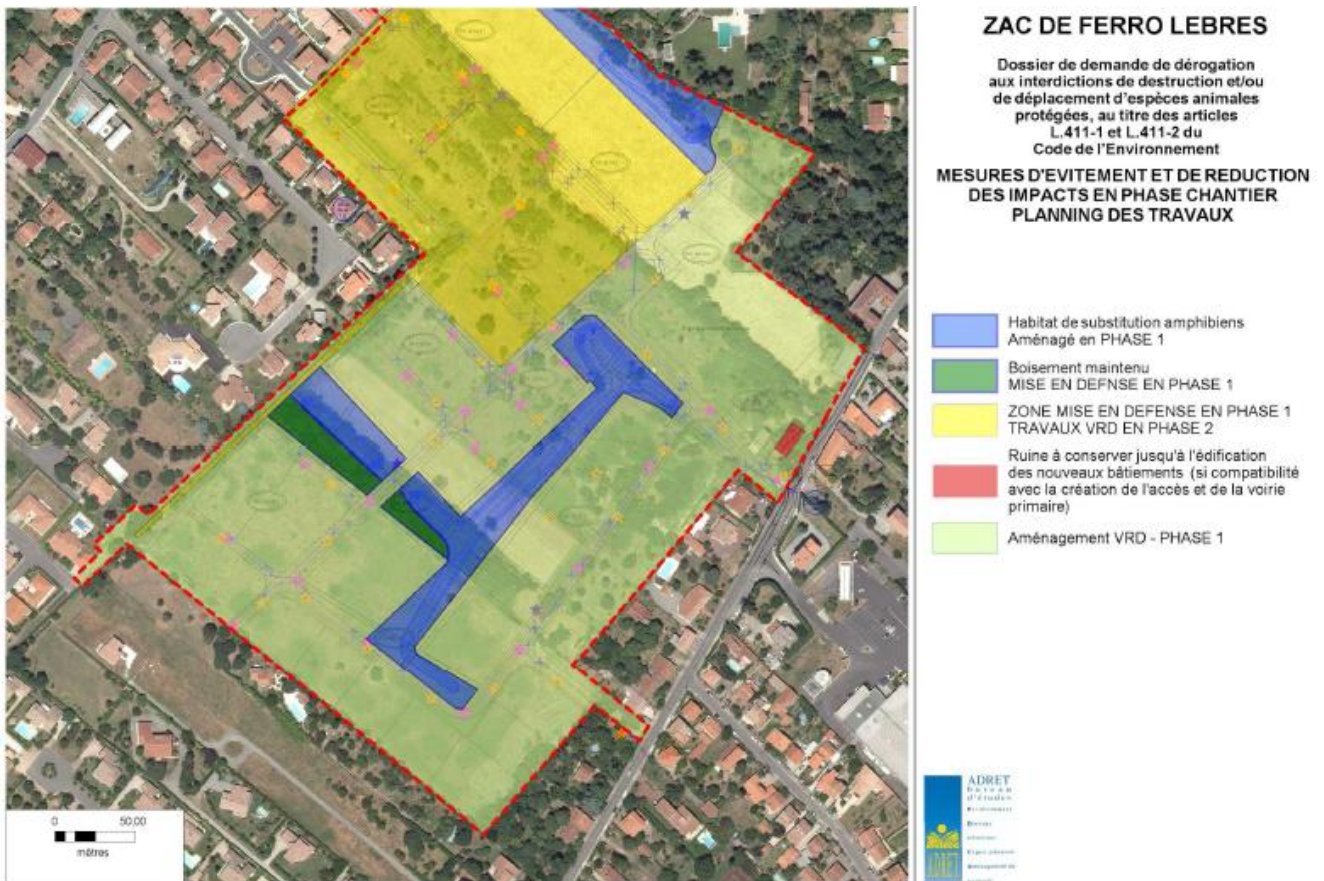 ZAC DE FERRO LEBRES
Dossier de demande de dérogation
aux interdictions de destruction et/ou
de déplacement d'espèces animales
protégées, au titre des articles
L.411-1 et L.411-2 du
Code de l'Environnement
MESURES D'EVITEMENT ET DE REDUCTION
DES IMPACTS EN PHASE CHANTIER
PLANNING DES TRAVAUX
Habitat de substitution amphibiens
Aménagé en PHASE 1
Boisement maintenu
MISE EN DEFNSE EN PHASE 1
ZONE MISE EN DEFENSE EN PHASE 1
TRAVAUX VRD EN PHASE 2
Ruine à conserver jusqu'à l'édification
des nouveaux bâtiments (si compatibilité
avec la création de l'accès et de la voirie
primaire)
Aménagement VRD - PHASE 1
0 50,00
mètres
ADRET
bureau
d'études
ADRET